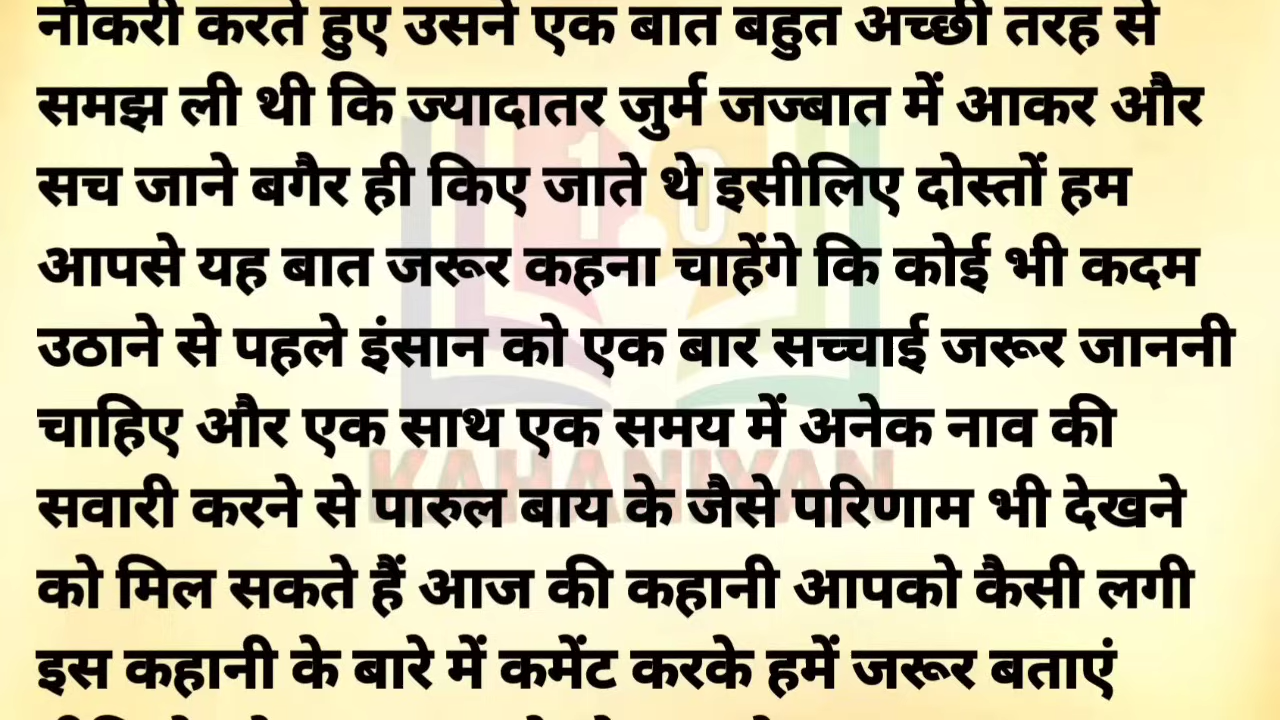 नौकरी करते हुए उसने एक बात बहुत अच्छी तरह से
समझ ली थी कि ज्यादातर जुर्म जज्बात में आकर और
सच जाने बगैर ही किए जाते थे इसीलिए दोस्तों हम
आपसे यह बात जरूर कहना चाहेंगे कि कोई भी कदम
उठाने से पहले इंसान को एक बार सच्चाई जरूर जाननी
चाहिए और एक साथ एक समय में अनेक नाव की
सवारी करने से पारुल बाय के जैसे परिणाम भी देखने
को मिल सकते हैं आज की कहानी आपको कैसी लगी
इस कहानी के बारे में कमेंट करके हमें जरूर बताएं
10
KAHANIYAN